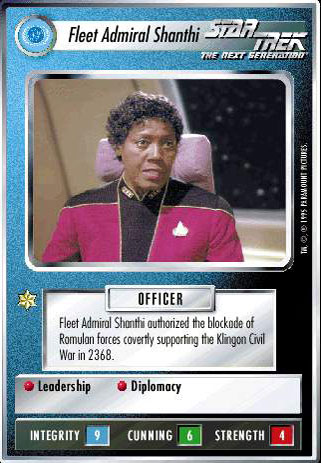 Fleet Admiral Shanthi
STAR TREK
THE NEXT GENERATION
TM, ©, © 1995 PARAMOUNT PICTURES.
OFFICER
Fleet Admiral Shanthi authorized the blockade of
Romulan forces covertly supporting the Klingon Civil
War in 2368.
Leadership Diplomacy
INTEGRITY 9 CUNNING 6 STRENGTH 4